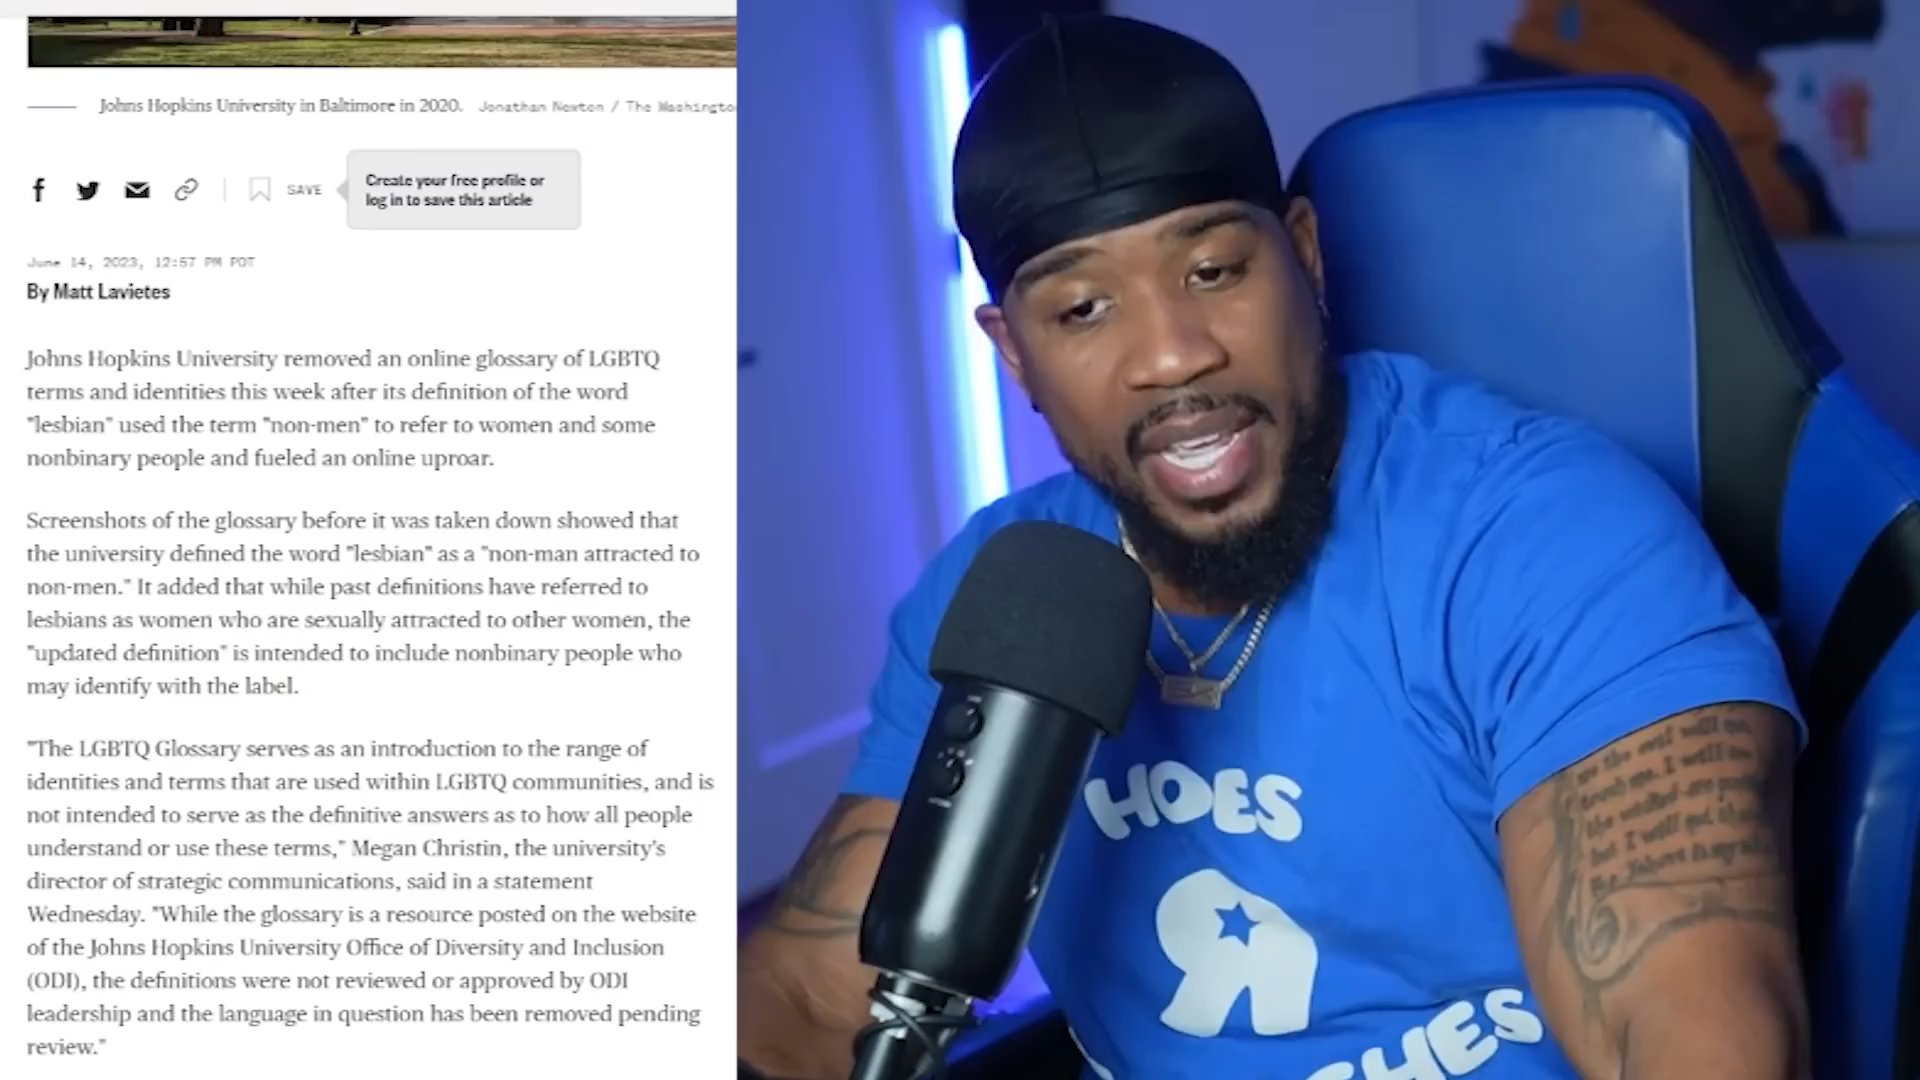 Johns Hopkins University in Baltimore in 2020. Jonathan Newton / The Washingto
SAVE
Create your free profile or
log in to save this article
June 14, 2023, 12:57 PM PDT
By Matt Lavietes
Johns Hopkins University removed an online glossary of LGBTQ
terms and identities this week after its definition of the word
"lesbian" used the term "non-men" to refer to women and some
nonbinary people and fueled an online uproar.
Screenshots of the glossary before it was taken down showed that
the university defined the word "lesbian" as a "non-man attracted to
non-men." It added that while past definitions have referred to
lesbians as women who are sexually attracted to other women, the
"updated definition" is intended to include nonbinary people who
may identify with the label.
"The LGBTQ Glossary serves as an introduction to the range of
identities and terms that are used within LGBTQ communities, and is
not intended to serve as the definitive answers as to how all people
understand or use these terms," Megan Christin, the university's
director of strategic communications, said in a statement
Wednesday. "While the glossary is a resource posted on the website
of the Johns Hopkins University Office of Diversity and Inclusion
(ODI), the definitions were not reviewed or approved by ODI
leadership and the language in question has been removed pending
review."
HOES
R
CHES